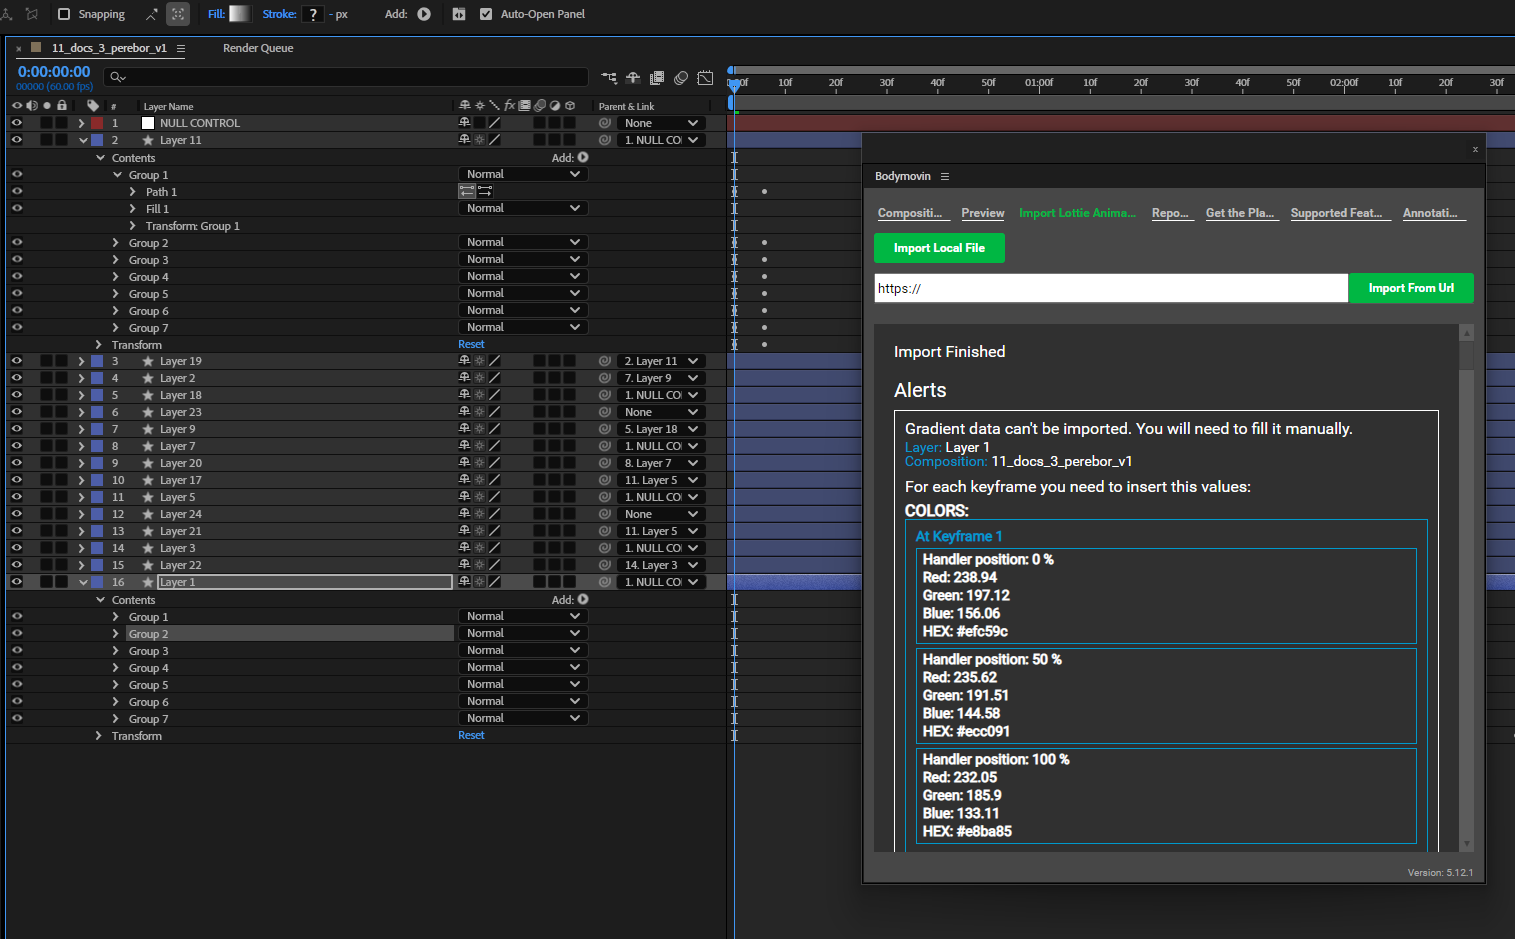 Snapping
Fill:
Stroke: ? - px
Add:
Auto-Open Panel
× 11_docs_3_perebor_v1
Render Queue
0:00:00:00
00000 (60.00 fps)
00f 10f 20f 30f 40f 50f 01:00f 10f 20f 30f 40f 50f 02:00f 10f 20f 30f
# Layer Name fx Parent & Link
1 NULL CONTROL None
2 Layer 11 1. NULL CO
Contents Add:
Group 1 Normal
Path 1
Fill 1 Normal
Transform: Group 1
Group 2 Normal
Group 3 Normal
Group 4 Normal
Group 5 Normal
Group 6 Normal
Group 7 Normal
Transform Reset
3 Layer 19 2. Layer 11
4 Layer 2 7. Layer 9
5 Layer 18 1. NULL CO
6 Layer 23 None
7 Layer 9 5. Layer 18
8 Layer 7 1. NULL CO
9 Layer 20 8. Layer 7
10 Layer 17 11. Layer 5
11 Layer 5 1. NULL CO
12 Layer 24 None
13 Layer 21 11. Layer 5
14 Layer 3 1. NULL CO
15 Layer 22 14. Layer 3
16 Layer 1 1. NULL CO
Contents Add:
Group 1 Normal
Group 2 Normal
Group 3 Normal
Group 4 Normal
Group 5 Normal
Group 6 Normal
Group 7 Normal
Transform Reset
x
Bodymovin
Compositi... Preview Import Lottie Anima... Repo... Get the Pla... Supported Feat... Annotati...
Import Local File
https:// Import From Url
Import Finished
Alerts
Gradient data can't be imported. You will need to fill it manually.
Layer: Layer 1
Composition: 11_docs_3_perebor_v1
For each keyframe you need to insert this values:
COLORS:
At Keyframe 1
Handler position: 0 %
Red: 238.94
Green: 197.12
Blue: 156.06
HEX: #efc59c
Handler position: 50 %
Red: 235.62
Green: 191.51
Blue: 144.58
HEX: #ecc091
Handler position: 100 %
Red: 232.05
Green: 185.9
Blue: 133.11
HEX: #e8ba85
Version: 5.12.1